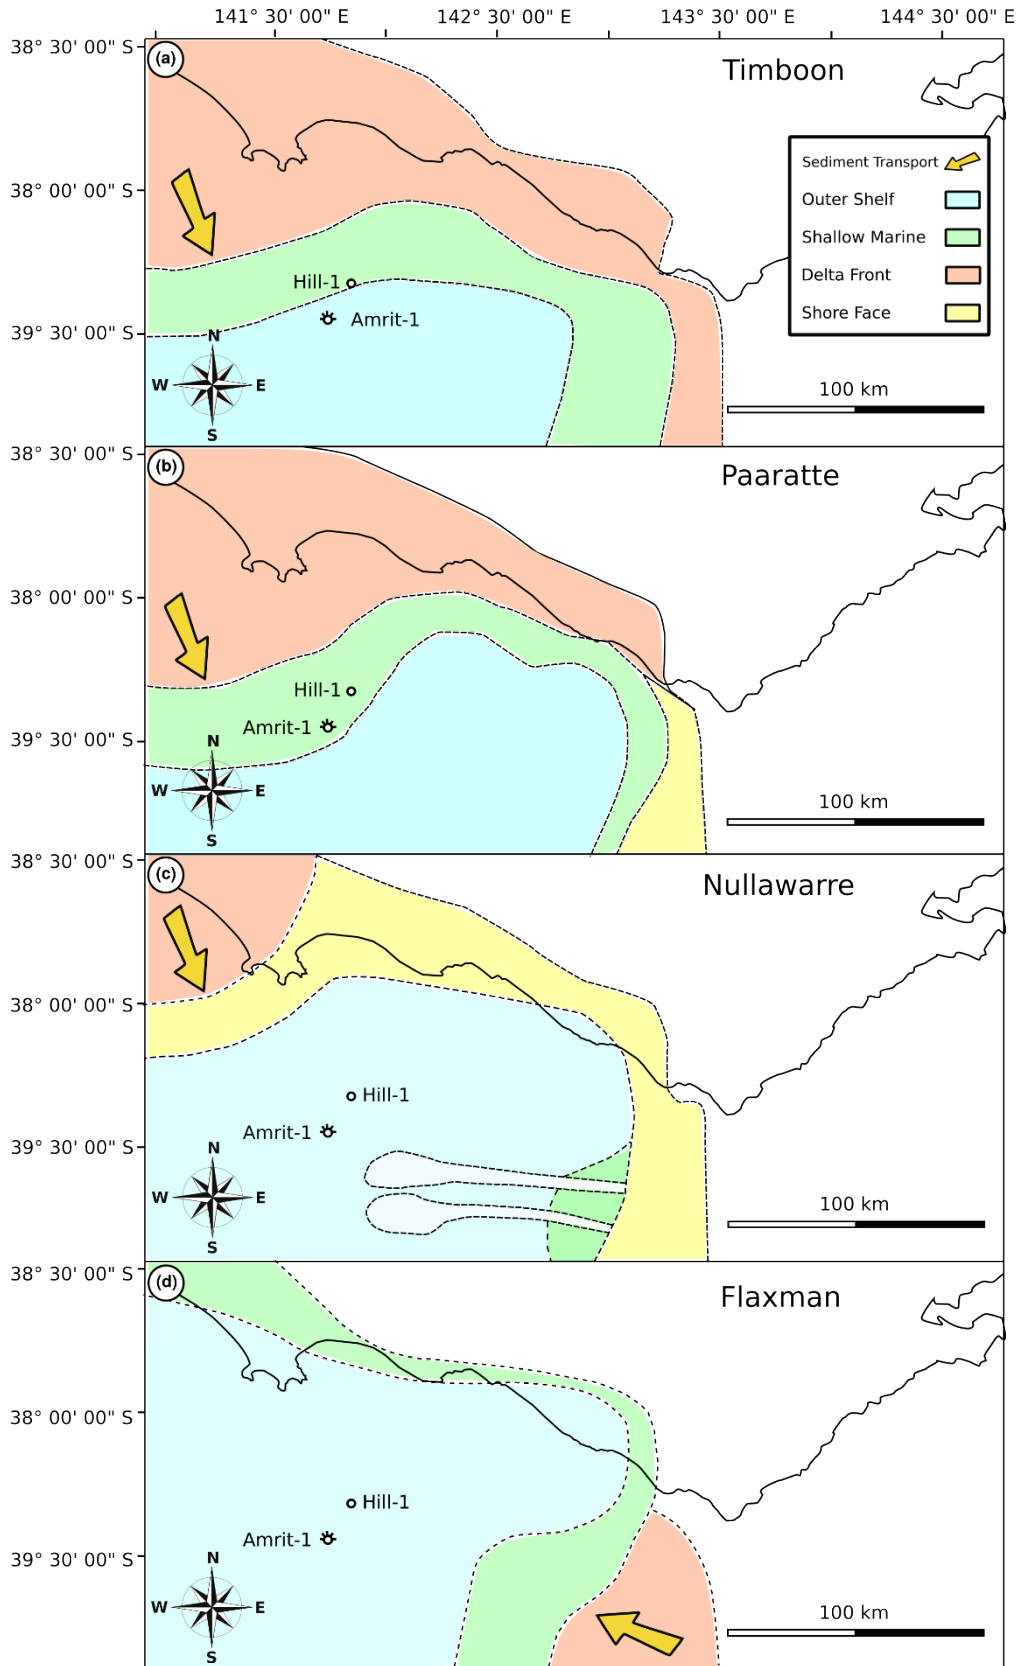 141° 30' 00" E 142° 30' 00" E 143° 30' 00" E 144° 30' 00" E
38° 30' 00" S
(a)
Timboon
Sediment Transport
38° 00' 00" S
Outer Shelf
Shallow Marine
Delta Front
Hill-1
Shore Face
Amrit-1
39° 30' 00" S
N
W E
100 km
S
38° 30' 00" S
(b)
Paaratte
38° 00' 00" S
Hill-1
Amrit-1
39° 30' 00" S
N
W E
100 km
S
38° 30' 00" S
(c)
Nullawarre
38° 00' 00" S
Hill-1
Amrit-1
39° 30' 00" S
N
W E
100 km
S
38° 30' 00" S
(d)
Flaxman
38° 00' 00" S
Hill-1
Amrit-1
39° 30' 00" S
N
W E
100 km
S